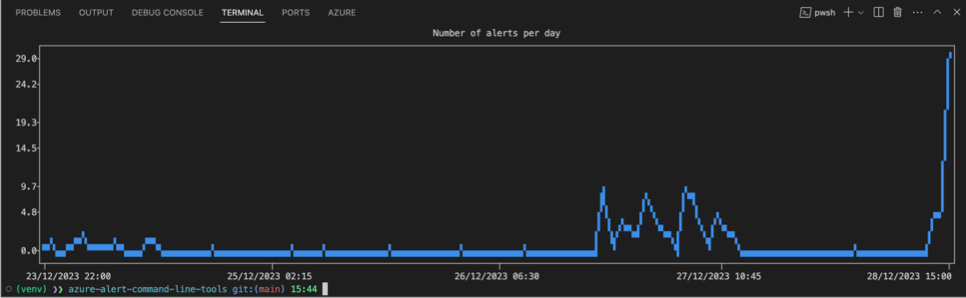 PROBLEMS OUTPUT DEBUG CONSOLE TERMINAL PORTS AZURE pwsh
Number of alerts per day
29.0
24.2
19.3
14.5
9.7
4.8
0.0
23/12/2023 22:00 25/12/2023 02:15 26/12/2023 06:30 27/12/2023 10:45 28/12/2023 15:00
(venv) ❯❯ azure-alert-command-line-tools git:(main) 15:44